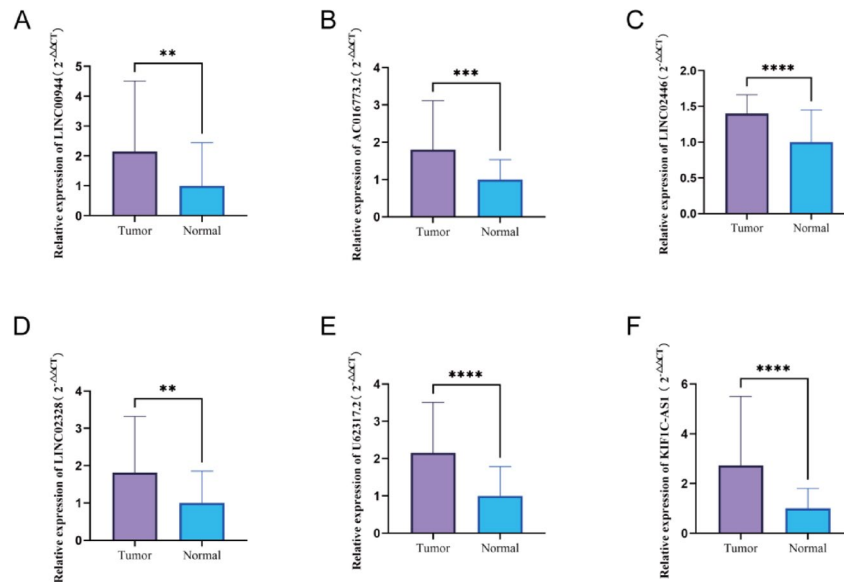 A
Relative expression of LINC00944( 2-ΔΔCT)
5
4
3
2
1
0
**
Tumor
Normal
B
Relative expression of AC016773.2( 2-ΔΔCT)
4
3
2
1
0
***
Tumor
Normal
C
Relative expression of LINC02446( 2-ΔΔCT)
2.0
1.5
1.0
0.5
0.0
****
Tumor
Normal
D
Relative expression of LINC02328( 2-ΔΔCT)
4
3
2
1
0
**
Tumor
Normal
E
Relative expression of U62317.2( 2-ΔΔCT)
4
3
2
1
0
****
Tumor
Normal
F
Relative expression of KIF1C-AS1( 2-ΔΔCT)
6
4
2
0
****
Tumor
Normal